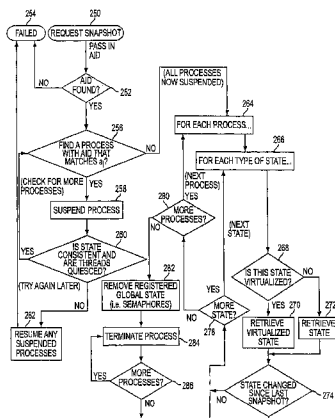 254
250
FAILED
REQUEST SNAPSHOT
PASS IN
AID
NO
AID
FOUND?
252
YES
(ALL PROCESSES
NOW SUSPENDED)
264
256
FIND A PROCESS
WITH AID THAT
MATCHES a¡?
NO
FOR EACH PROCESS...
266
FOR EACH TYPE OF STATE...
(CHECK FOR MORE
PROCESSES)
YES
258
SUSPEND PROCESS
280
(NEXT
PROCESS)
YES
MORE
PROCESSES?
(NEXT
STATE)
260
IS STATE
CONSISTENT
AND ARE
THREADS
QUIESCED?
YES
NO
NO
268
IS THIS STATE
VIRTUALIZED?
NO
282
YES
YES
270
272
(TRY AGAIN LATER)
REMOVE REGISTERED
GLOBAL STATE
(i.e. SEMAPHORES)
MORE
STATE?
RETRIEVE
VIRTUALIZED
STATE
RETRIEVE
STATE
262
NO
278
284
RESUME ANY
SUSPENDED
PROCESSES
TERMINATE PROCESS
YES
MORE
PROCESSES?
286
STATE CHANGED
SINCE LAST
SNAPSHOT?
274
NO
NO
YES